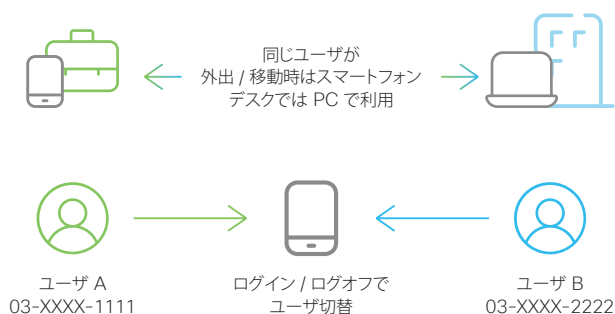 同じユーザが
外出 / 移動時はスマートフォン
デスクでは PC で利用
ユーザ A
03-XXXX-1111
ログイン / ログオフで
ユーザ切替
ユーザ B
03-XXXX-2222